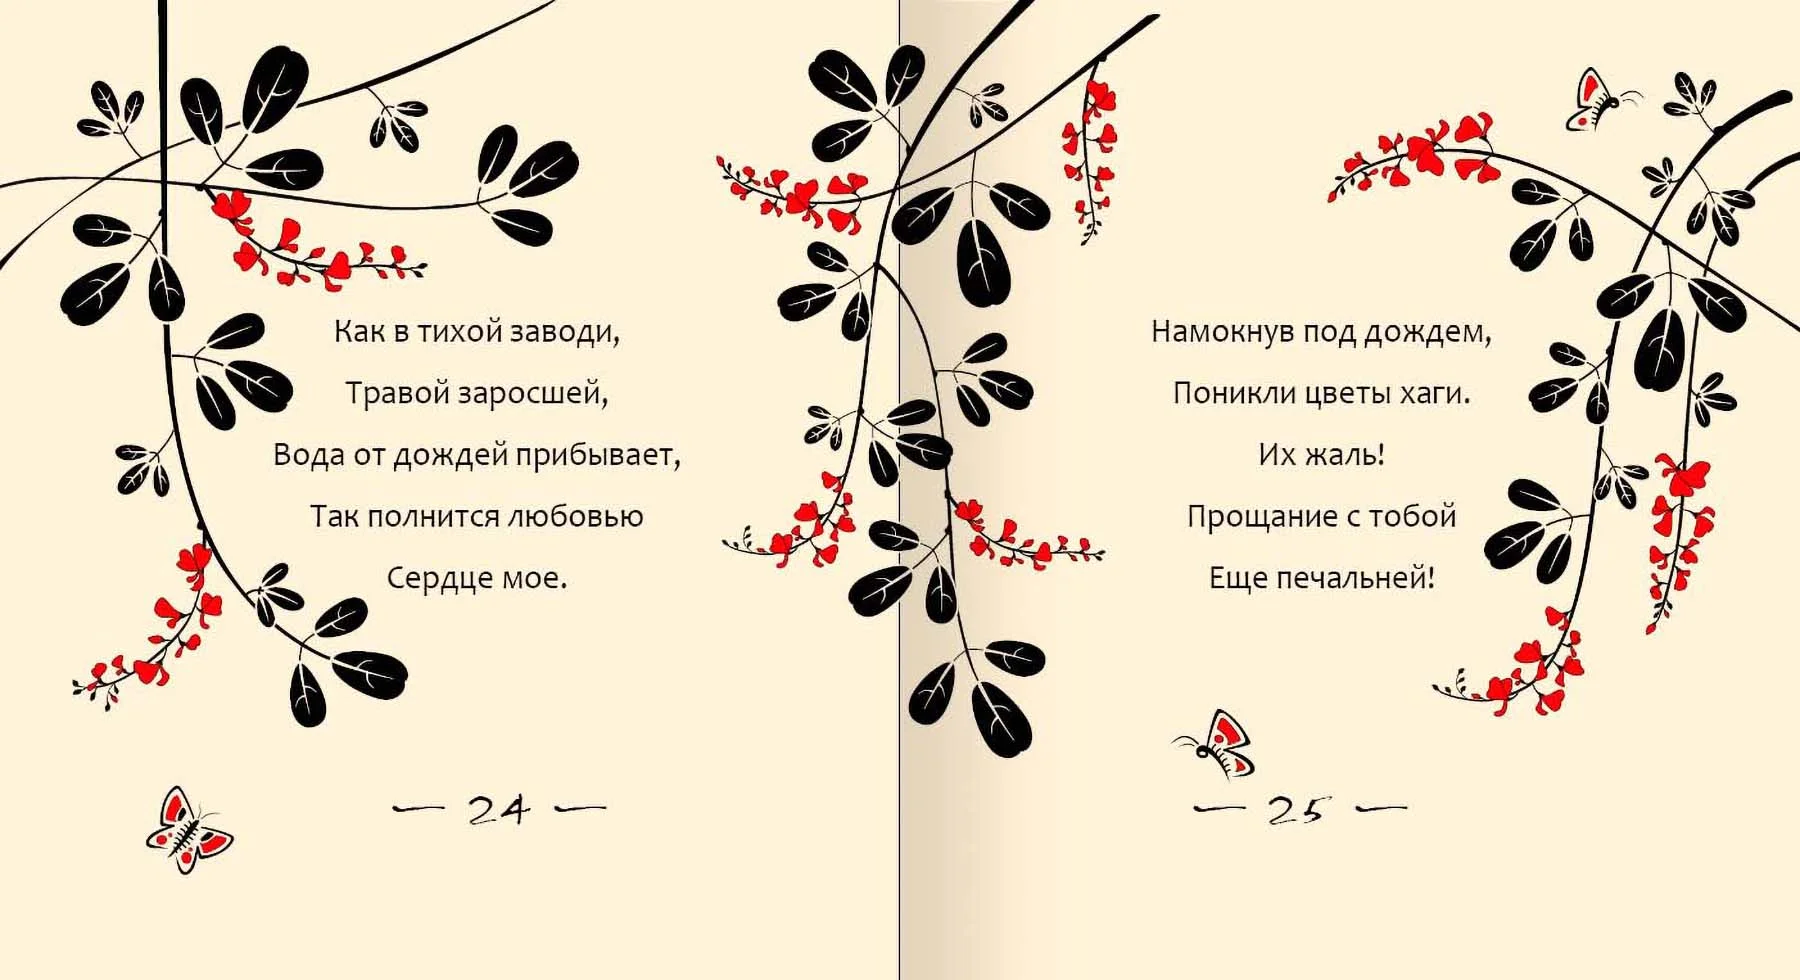 Как в тихой заводи,
Травой заросшей,
Вода от дождей прибывает,
Так полнится любовью
Сердце мое.
— 24 —
Намокнув под дождем,
Поникли цветы хаги.
Их жаль!
Прощание с тобой
Еще печальней!
— 25 —